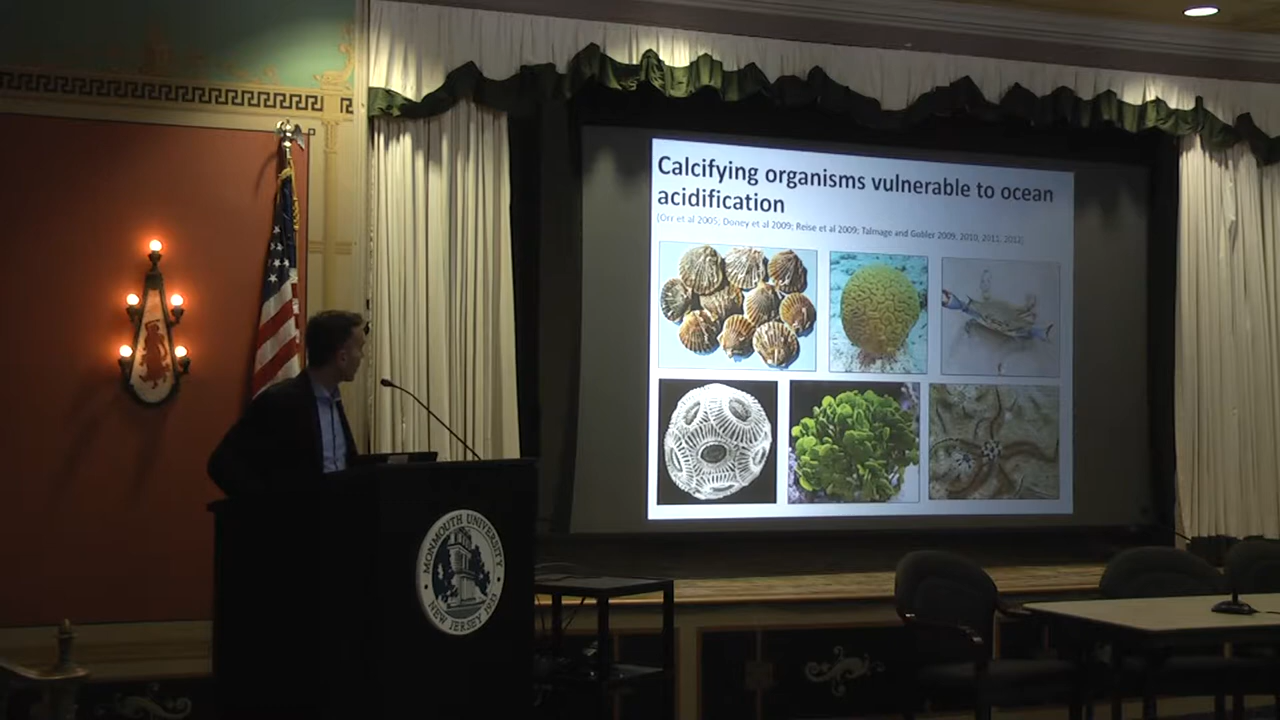 Calcifying organisms vulnerable to ocean
acidification
(Orr et al 2005; Doney et al 2009; Reise et al 2009; Talmage and Gobler 2009, 2010, 2011, 2012)
MONMOUTH UNIVERSITY
NEW JERSEY 1933